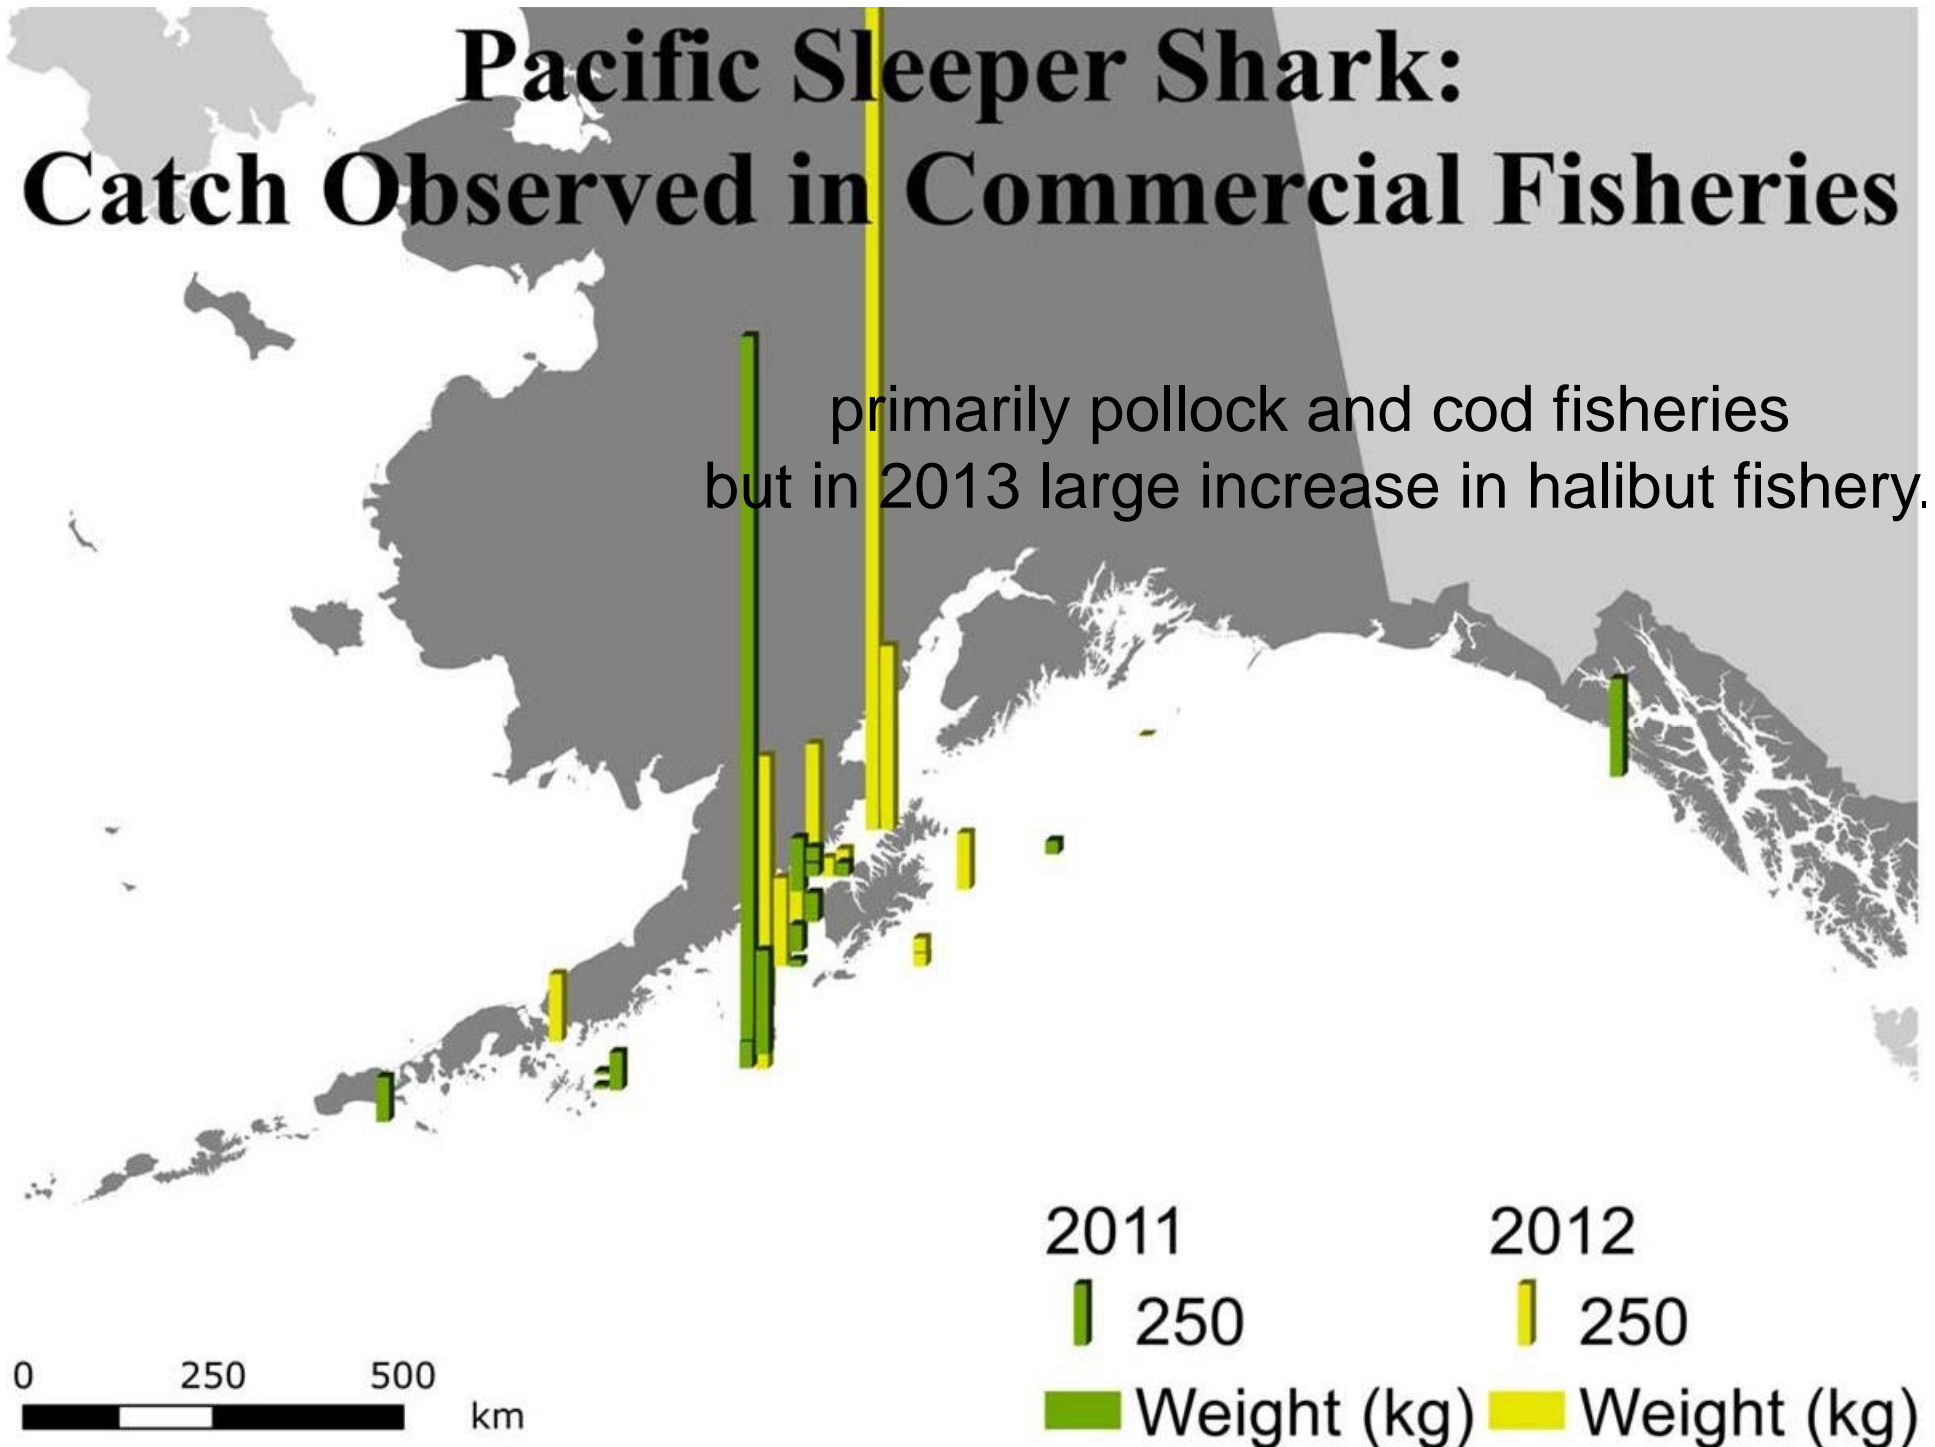 Pacific Sleeper Shark:
Catch Observed in Commercial Fisheries
primarily pollock and cod fisheries
but in 2013 large increase in halibut fishery.
2011 2012
250 250
Weight (kg) Weight (kg)
0 250 500
km